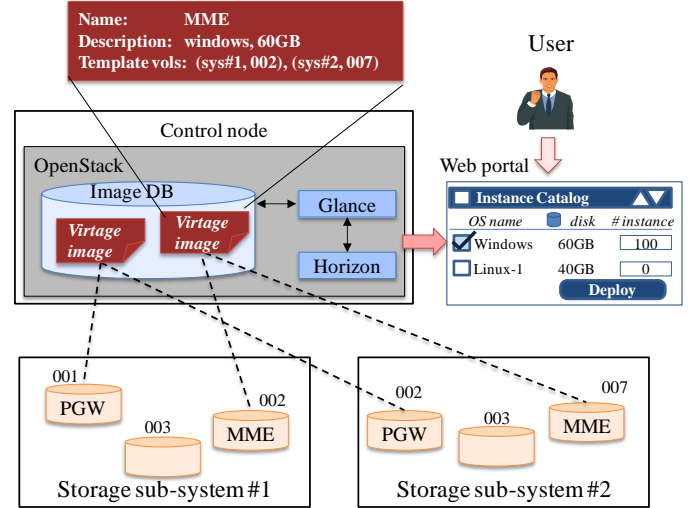 Name: MME
Description: windows, 60GB
Template vols: (sys#1, 002), (sys#2, 007)
User
Control node
OpenStack
Image DB
Virtage image
Virtage image
Glance
Horizon
Web portal
Instance Catalog
OS name disk # instance
Windows 60GB 100
Linux-1 40GB 0
Deploy
001
PGW
003
002
MME
Storage sub-system #1
002
PGW
003
007
MME
Storage sub-system #2